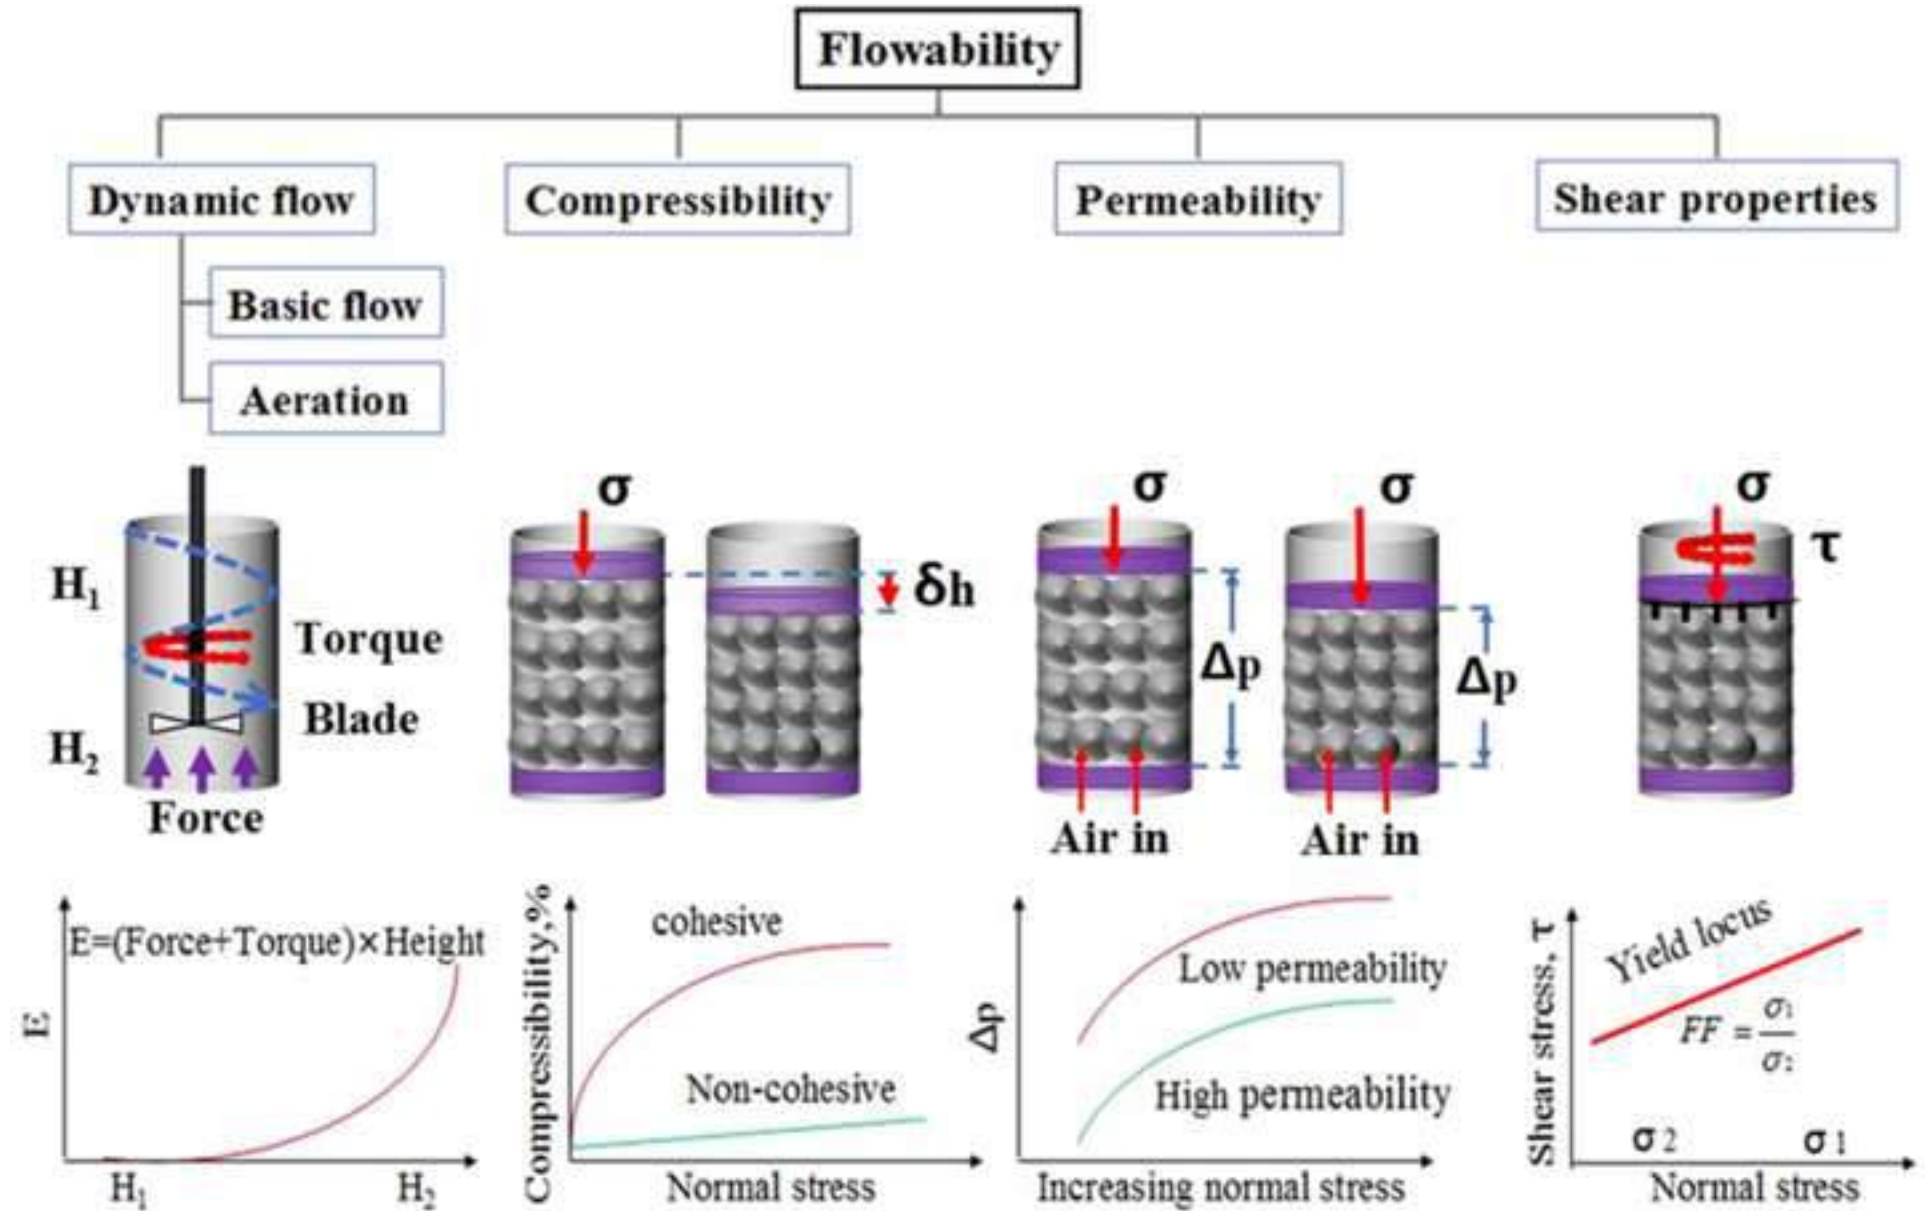 Flowability
Dynamic flow
Compressibility
Permeability
Shear properties
Basic flow
Aeration
H1
H2
Torque
Blade
Force
σ
δh
σ
Δp
Air in
σ
Δp
Air in
σ
τ
E=(Force+Torque)×Height
E
H1
H2
Compressibility,%
cohesive
Non-cohesive
Normal stress
Δp
Low permeability
High permeability
Increasing normal stress
Shear stress, τ
Yield locus
FF = σ1/σ2
σ2
σ1
Normal stress